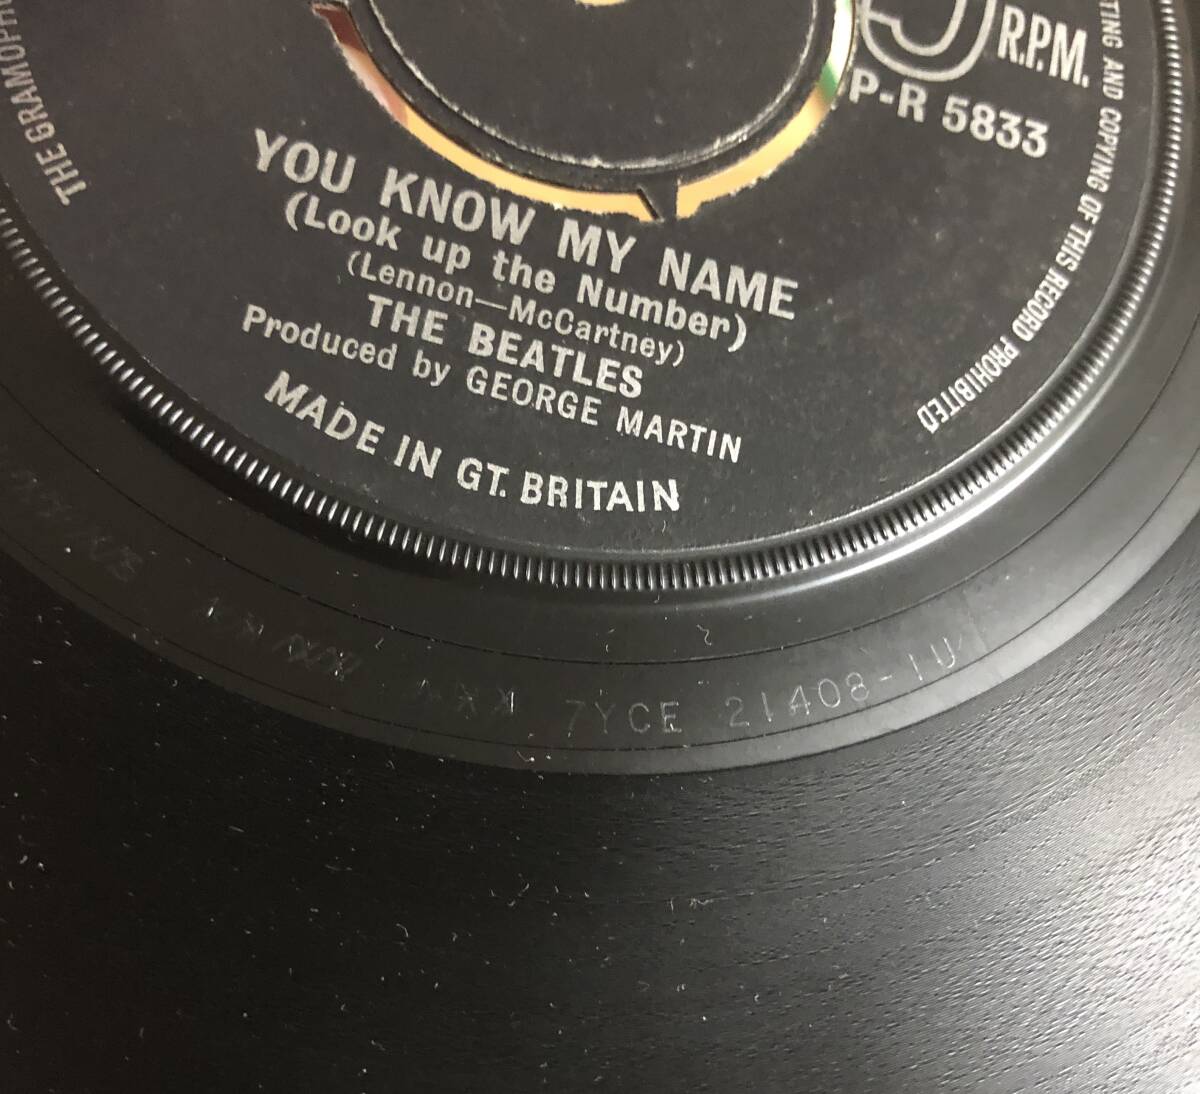 THE GRAMOPHO
TING AND COPYING OF THIS RECORD PROHIBITED
R.P.M.
P-R 5833
YOU KNOW MY NAME
(Look up the Number)
(Lennon—McCartney)
THE BEATLES
Produced by GEORGE MARTIN
MADE IN GT. BRITAIN
7YCE 21408-1U